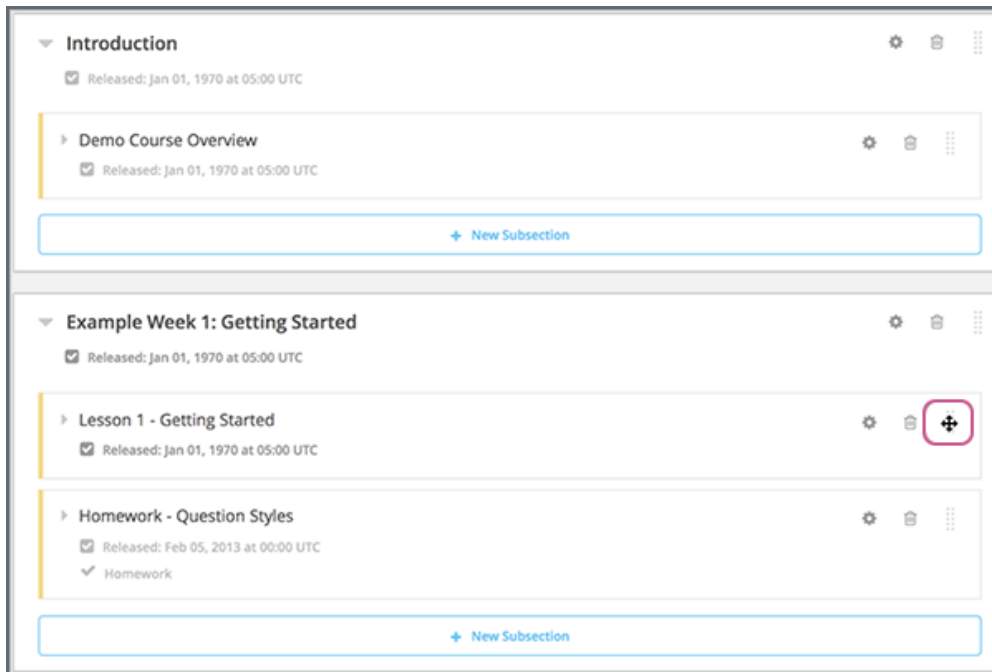 Introduction
Released: Jan 01, 1970 at 05:00 UTC
Demo Course Overview
Released: Jan 01, 1970 at 05:00 UTC
+ New Subsection
Example Week 1: Getting Started
Released: Jan 01, 1970 at 05:00 UTC
Lesson 1 - Getting Started
Released: Jan 01, 1970 at 05:00 UTC
Homework - Question Styles
Released: Feb 05, 2013 at 00:00 UTC
Homework
+ New Subsection